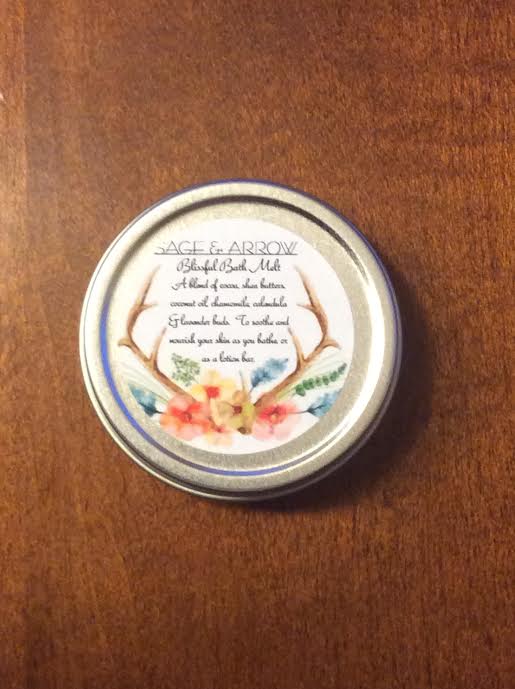 SAGE & ARROW
Blissful Bath Melt
A blend of cocoa, shea butters,
coconut oil, chamomile, calendula
& lavender buds. To soothe and
nourish your skin as you bathe or
as a lotion bar.